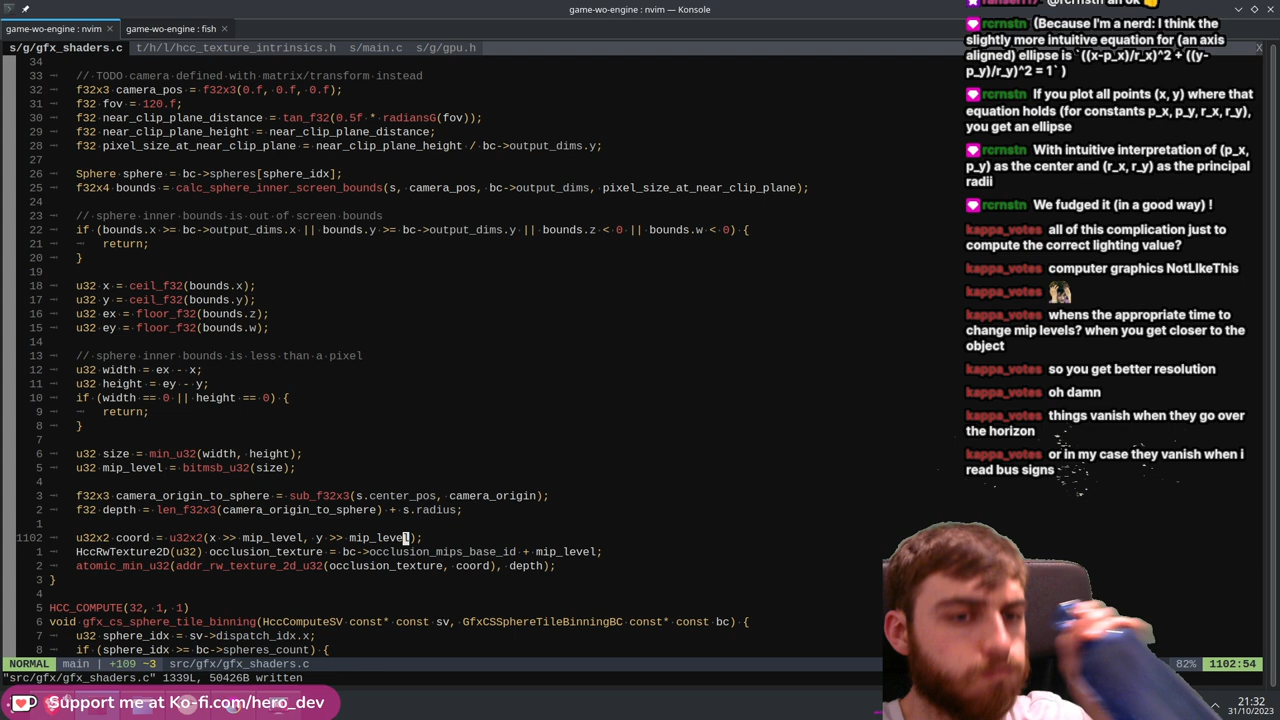 game-wo-engine : nvim — Konsole
game-wo-engine : nvim
game-wo-engine : fish
s/g/gfx_shaders.c t/h/l/hcc_texture_intrinsics.h s/main.c s/g/gpu.h X
34
33 // TODO camera defined with matrix/transform instead
32 f32x3 camera_pos = f32x3(0.f, 0.f, 0.f);
31 f32 fov = 120.f;
30 f32 near_clip_plane_distance = tan_f32(0.5f * radiansG(fov));
29 f32 near_clip_plane_height = near_clip_plane_distance;
28 f32 pixel_size_at_near_clip_plane = near_clip_plane_height / bc->output_dims.y;
27
26 Sphere sphere = bc->spheres[sphere_idx];
25 f32x4 bounds = calc_sphere_inner_screen_bounds(s, camera_pos, bc->output_dims, pixel_size_at_near_clip_plane);
24
23 // sphere inner bounds is out of screen bounds
22 if (bounds.x >= bc->output_dims.x || bounds.y >= bc->output_dims.y || bounds.z < 0 || bounds.w < 0) {
21 return;
20 }
19
18 u32 x = ceil_f32(bounds.x);
17 u32 y = ceil_f32(bounds.y);
16 u32 ex = floor_f32(bounds.z);
15 u32 ey = floor_f32(bounds.w);
14
13 // sphere inner bounds is less than a pixel
12 u32 width = ex - x;
11 u32 height = ey - y;
10 if (width == 0 || height == 0) {
9 return;
8 }
7
6 u32 size = min_u32(width, height);
5 u32 mip_level = bitmsb_u32(size);
4
3 f32x3 camera_origin_to_sphere = sub_f32x3(s.center_pos, camera_origin);
2 f32 depth = len_f32x3(camera_origin_to_sphere) + s.radius;
1
1102 u32x2 coord = u32x2(x >> mip_level, y >> mip_level);
1 HccRwTexture2D(u32) occlusion_texture = bc->occlusion_mips_base_id + mip_level;
2 atomic_min_u32(addr_rw_texture_2d_u32(occlusion_texture, coord), depth);
3 }
4
5 HCC_COMPUTE(32, 1, 1)
6 void gfx_cs_sphere_tile_binning(HccComputeSV const* const sv, GfxCSSphereTileBinningBC const* const bc) {
7 u32 sphere_idx = sv->dispatch_idx.x;
8 if (sphere_idx >= bc->spheres_count) {
NORMAL main | +109 ~3 src/gfx/gfx_shaders.c 82% 1102:54
"src/gfx/gfx_shaders.c" 1339L, 50426B written
Support me at Ko-fi.com/hero_dev
21:32
31/10/2023
rcrnstn (Because I'm a nerd: I think the
slightly more intuitive equation for (an axis
aligned) ellipse is `((x-p_x)/r_x)^2 + ((y-
p_y)/r_y)^2 = 1` )
rcrnstn If you plot all points (x, y) where that
equation holds (for constants p_x, p_y, r_x, r_y),
you get an ellipse
rcrnstn With intuitive interpretation of (p_x,
p_y) as the center and (r_x, r_y) as the principal
radii
rcrnstn We fudged it (in a good way) !
kappa_votes all of this complication just to
compute the correct lighting value?
kappa_votes computer graphics NotLIkeThis
kappa_votes
kappa_votes whens the appropriate time to
change mip levels? when you get closer to the
object
kappa_votes so you get better resolution
kappa_votes oh damn
kappa_votes things vanish when they go over
the horizon
kappa_votes or in my case they vanish when i
read bus signs